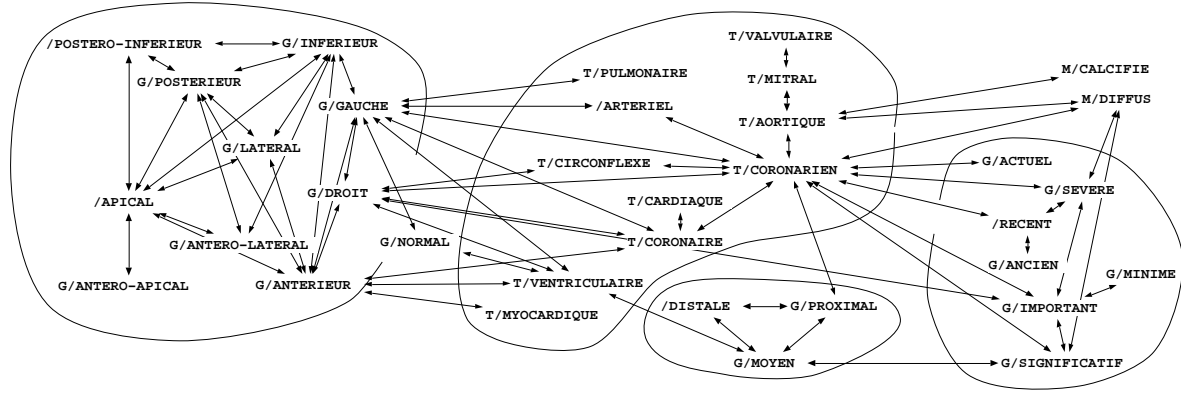 /POSTERO-INFERIEUR
G/INFERIEUR
G/POSTERIEUR
G/GAUCHE
G/LATERAL
G/DROIT
/APICAL
G/ANTERO-LATERAL
G/NORMAL
G/ANTERO-APICAL
G/ANTERIEUR
T/VALVULAIRE
T/PULMONAIRE
T/MITRAL
/ARTERIEL
T/AORTIQUE
T/CIRCONFLEXE
T/CORONARIEN
T/CARDIAQUE
T/CORONAIRE
T/VENTRICULAIRE
T/MYOCARDIQUE
/DISTALE
G/PROXIMAL
G/MOYEN
M/CALCIFIE
M/DIFFUS
G/ACTUEL
G/SEVERE
/RECENT
G/ANCIEN
G/MINIME
G/IMPORTANT
G/SIGNIFICATIF